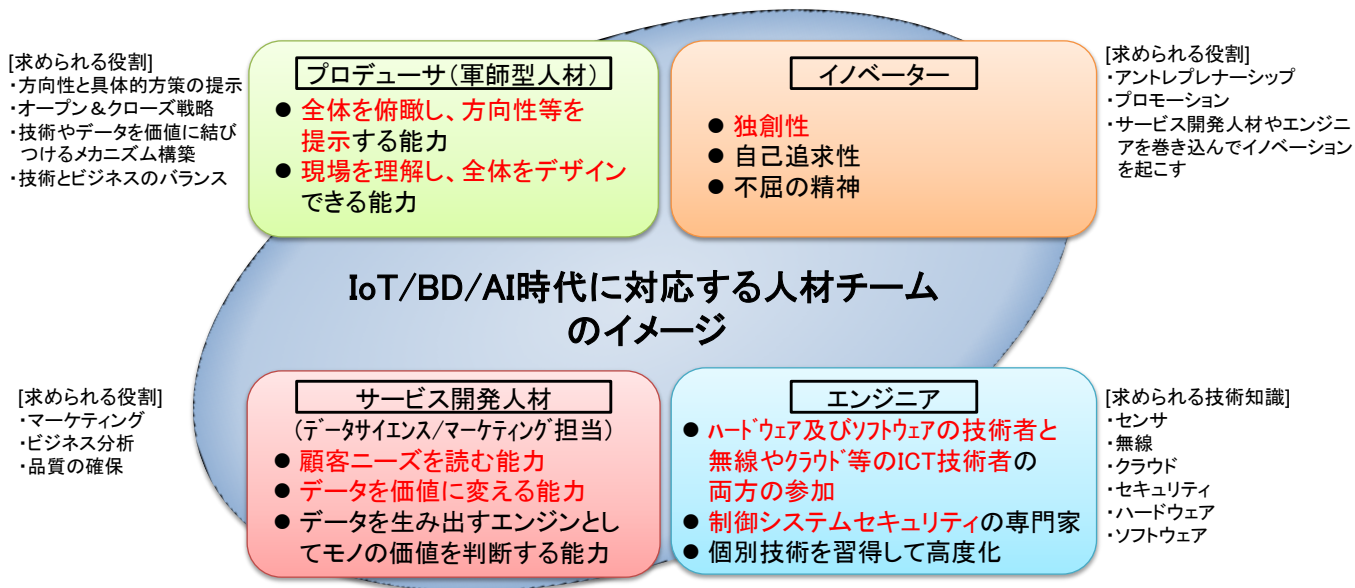 [求められる役割]
・方向性と具体的方策の提示
・オープン＆クローズ戦略
・技術やデータを価値に結び
つけるメカニズム構築
・技術とビジネスのバランス
プロデューサ（軍師型人材）
● 全体を俯瞰し、方向性等を
提示する能力
● 現場を理解し、全体をデザイン
できる能力
イノベーター
● 独創性
● 自己追求性
● 不屈の精神
[求められる役割]
・アントレプレナーシップ
・プロモーション
・サービス開発人材やエンジニ
アを巻き込んでイノベーション
を起こす
IoT/BD/AI時代に対応する人材チーム
のイメージ
[求められる役割]
・マーケティング
・ビジネス分析
・品質の確保
サービス開発人材
（ﾃﾞｰﾀｻｲｴﾝｽ/ﾏｰｹﾃｨﾝｸﾞ担当）
● 顧客ニーズを読む能力
● データを価値に変える能力
● データを生み出すエンジンとし
てモノの価値を判断する能力
エンジニア
● ﾊｰﾄﾞｳｪｱ及びｿﾌﾄｳｪｱの技術者と
無線やｸﾗｳﾄﾞ等のICT技術者の
両方の参加
● 制御システムセキュリティの専門家
● 個別技術を習得して高度化
[求められる技術知識]
・センサ
・無線
・クラウド
・セキュリティ
・ハードウェア
・ソフトウェア